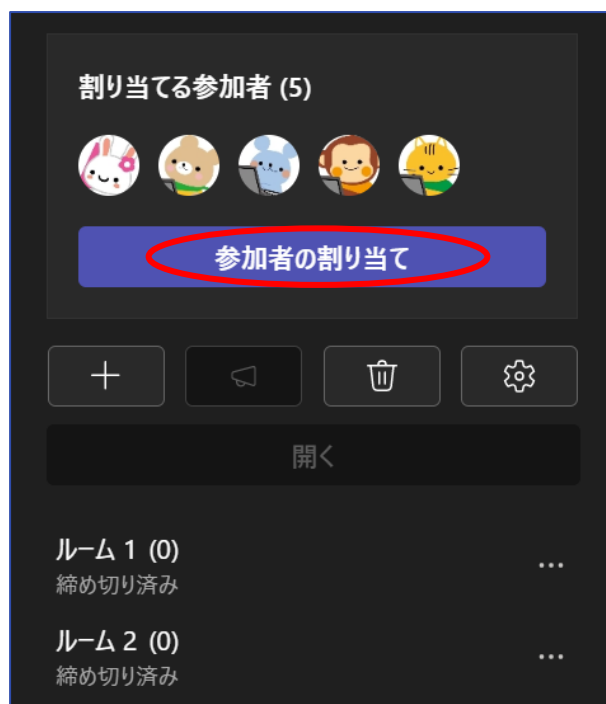 割り当てる参加者 (5)
参加者の割り当て
開く
ルーム 1 (0)
締め切り済み
ルーム 2 (0)
締め切り済み